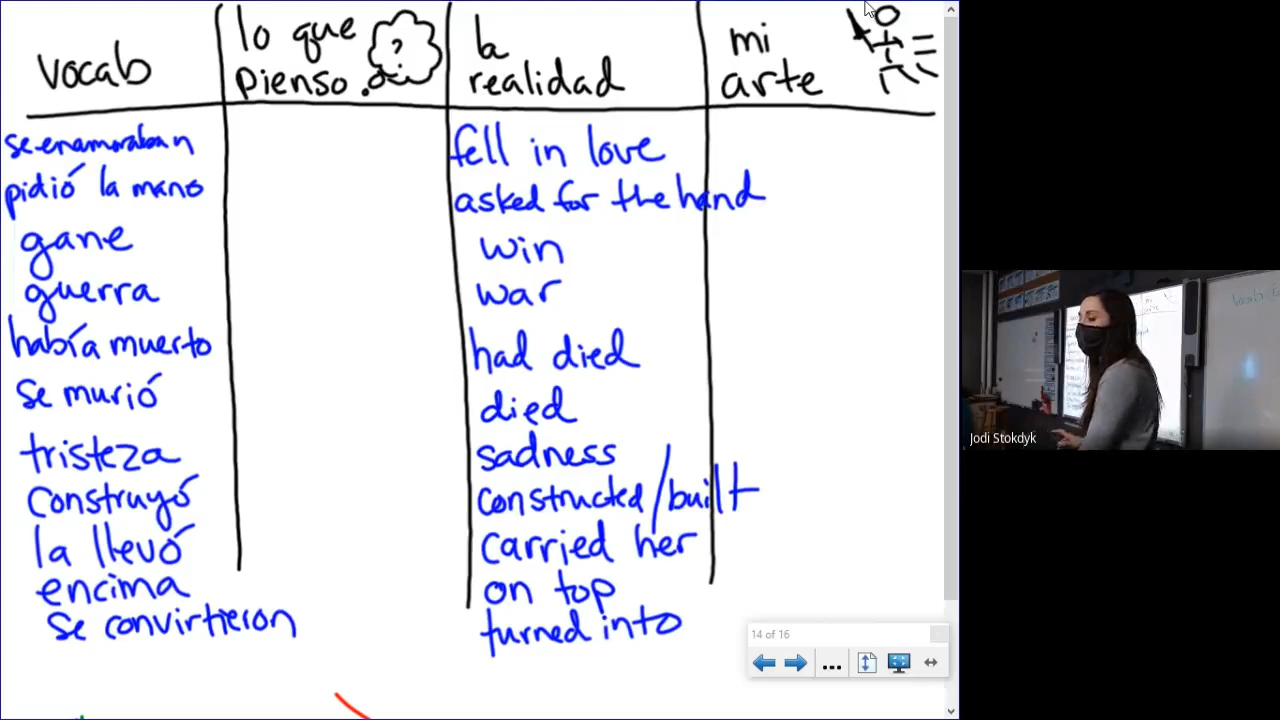 vocab
lo que pienso.
?
la realidad
mi arte
se enamoraban
fell in love
pidió la mano
asked for the hand
gane
win
guerra
war
había muerto
had died
se murió
died
tristeza
sadness
construyó
constructed/built
la llevó
carried her
encima
on top
se convirtieron
turned into
14 of 16
...
Jodi Stokdyk